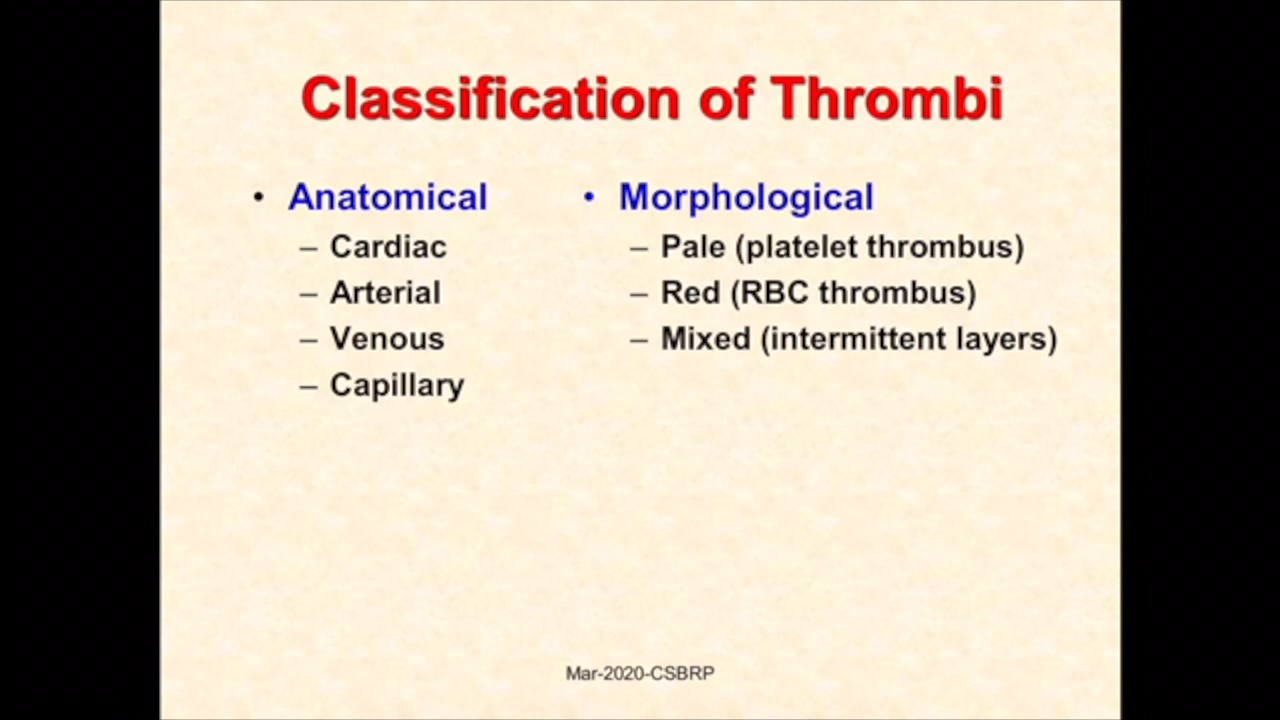 Classification of Thrombi
• Anatomical
– Cardiac
– Arterial
– Venous
– Capillary
• Morphological
– Pale (platelet thrombus)
– Red (RBC thrombus)
– Mixed (intermittent layers)
Mar-2020-CSBRP